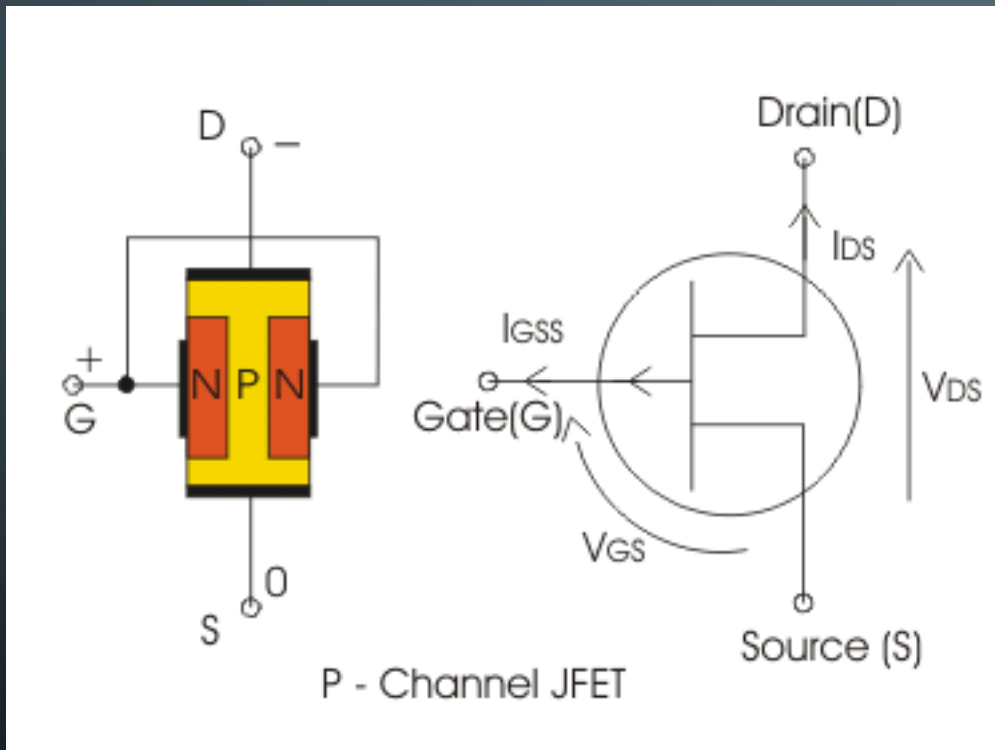 D
−
+
G
N P N
0
S
Drain(D)
IDS
IGSS
Gate(G)
VDS
VGS
Source (S)
P - Channel JFET